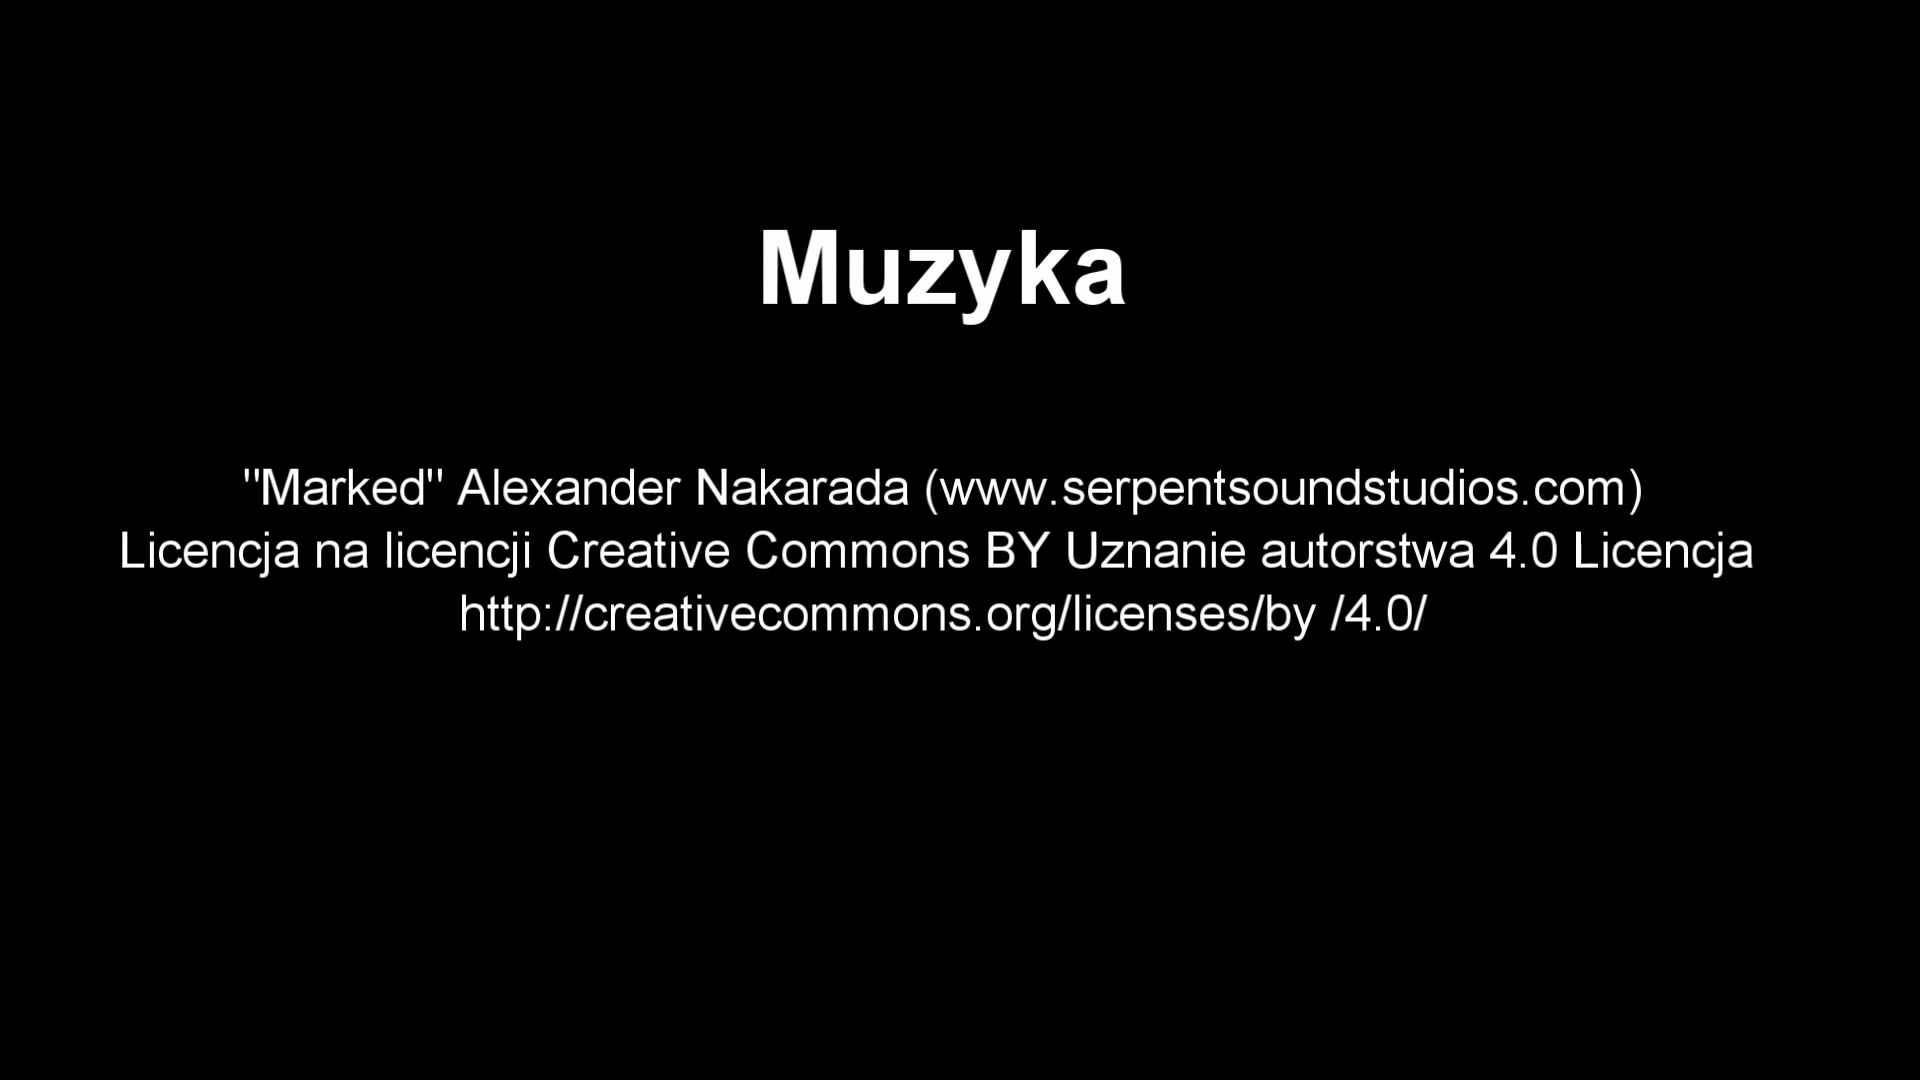 Muzyka
"Marked" Alexander Nakarada (www.serpentsoundstudios.com)
Licencja na licencji Creative Commons BY Uznanie autorstwa 4.0 Licencja
http://creativecommons.org/licenses/by /4.0/